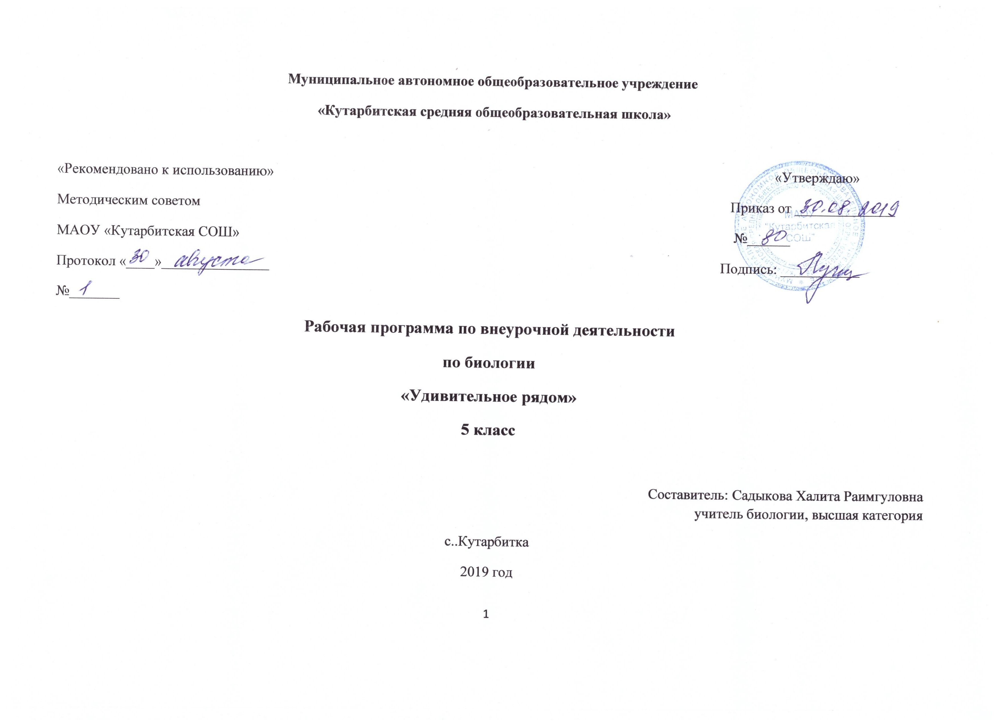 Муниципальное автономное общеобразовательное учреждение
«Кутарбитская средняя общеобразовательная школа»
«Рекомендовано к использованию»
Методическим советом
МАОУ «Кутарбитская СОШ»
Протокол «30» августа
№ 1
«Утверждаю»
Приказ от 30.08.2019
№ 80
Подпись:
МАОУ
"Кутарбитская
СОШ"
Рабочая программа по внеурочной деятельности
по биологии
«Удивительное рядом»
5 класс
Составитель: Садыкова Халита Раимгуловна
учитель биологии, высшая категория
с..Кутарбитка
2019 год
1